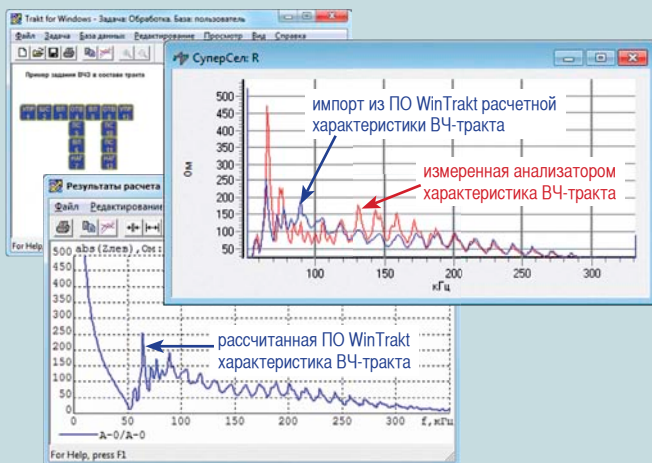 Trakt for Windows - Задача: Обработка. База: пользователь
Файл Задача База данных Редактирование Просмотр Вид Справка
Пример задания ВЧЗ в составе тракта
For Help,
СуперСел: R
500
450
400
350
300
250
200
150
100
50
Ом
импорт из ПО WinTrakt расчетной
характеристики ВЧ-тракта
измеренная анализатором
характеристика ВЧ-тракта
100 150 200 250 300
кГц
Результаты расчета
Файл Редактирование
500 abs(Zлев),Ом:
450
400
350
300
250
200
150
100
50
0
рассчитанная ПО WinTrakt
характеристика ВЧ-тракта
0 50 100 150 200 250 300 f,кГц
A-0/A-0
For Help, press F1